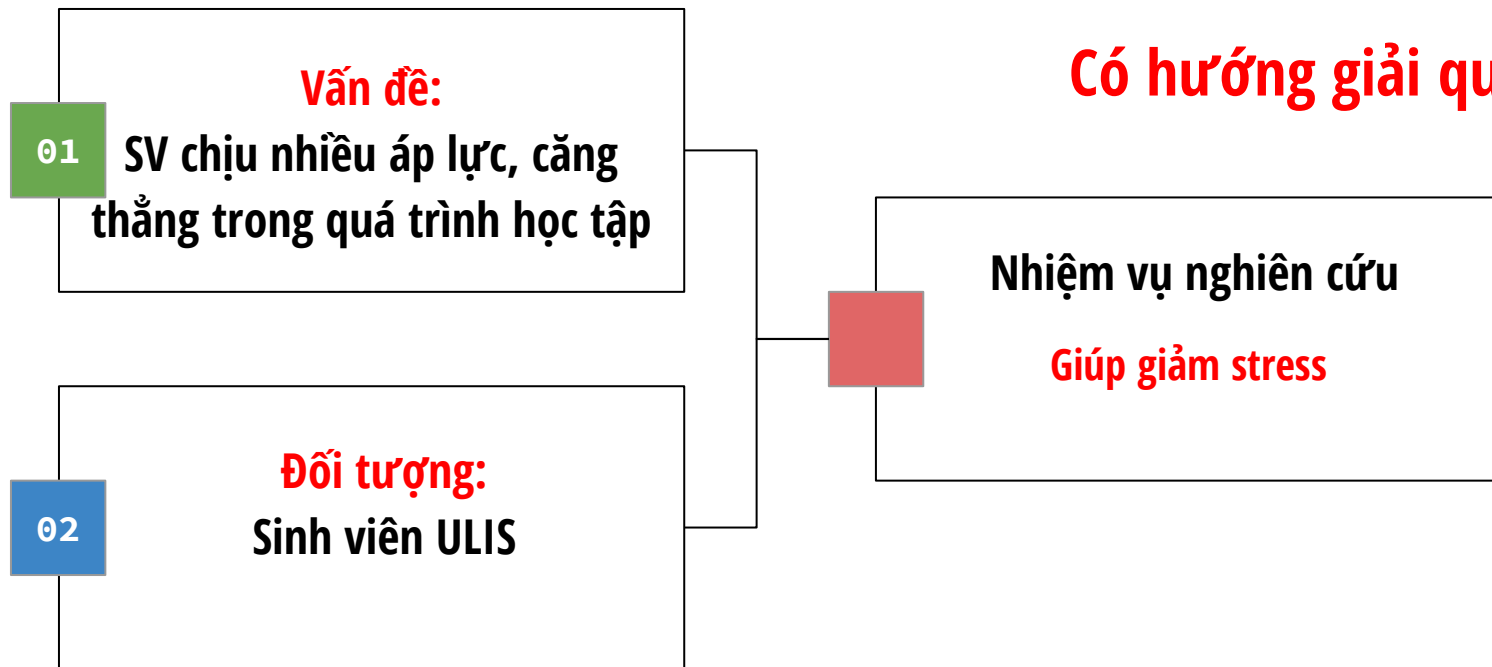 Vấn đề:
01
SV chịu nhiều áp lực, căng
thẳng trong quá trình học tập
Đối tượng:
02
Sinh viên ULIS
Có hướng giải
Nhiệm vụ nghiên cứu
Giúp giảm stress